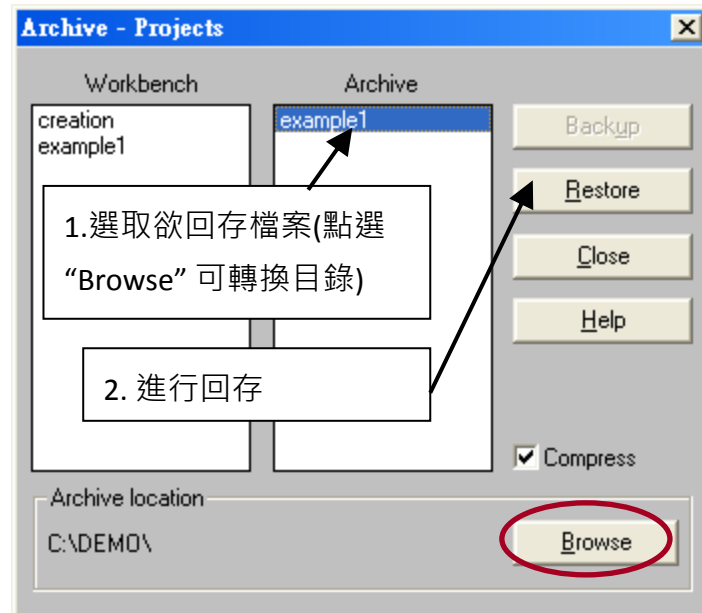 Archive - Projects
Workbench
Archive
creation
example1
example1
1.選取欲回存檔案(點選
“Browse” 可轉換目錄)
2. 進行回存
Backup
Restore
Close
Help
Compress
Archive location
C:\DEMO\
Browse